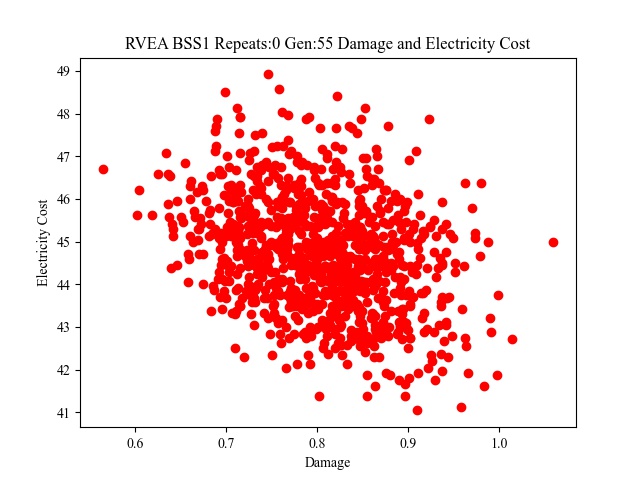 RVEA BSS1 Repeats:0 Gen:55 Damage and Electricity Cost
49
48
47
46
45
44
43
42
41
Electricity Cost
0.6 0.7 0.8 0.9 1.0
Damage